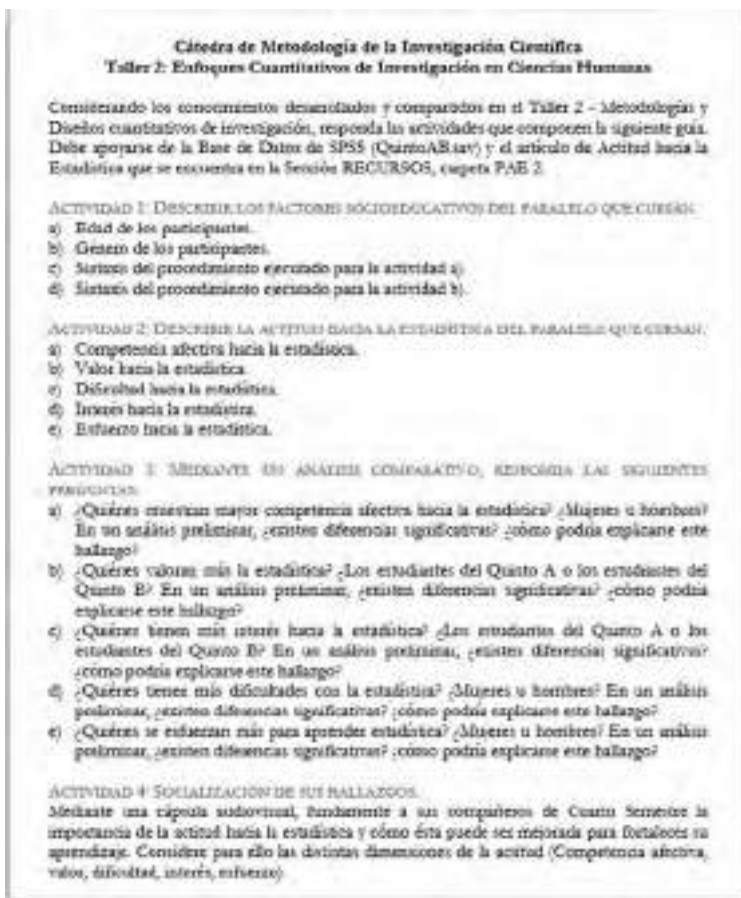 Cátedra de Metodología de la Investigación Científica
Taller 2: Enfoques Cuantitativos de Investigación en Ciencias Humanas
Considerando los conocimientos desarrollados y compartidos en el Taller 2 – Metodologías y
Diseños cuantitativos de investigación, responda las actividades que componen la siguiente guía.
Debe apoyarse de la Base de Datos de SPSS (QuintoAB.sav) y el artículo de Actitud hacia la
Estadística que se encuentra en la Sección RECURSOS, carpeta PAE 2.
ACTIVIDAD 1: DESCRIBIR LOS FACTORES SOCIOEDUCATIVOS DEL PARALELO QUE CURSAN.
a) Edad de los participantes.
b) Género de los participantes.
c) Sintaxis del procedimiento ejecutado para la actividad a).
d) Sintaxis del procedimiento ejecutado para la actividad b).
ACTIVIDAD 2: DESCRIBIR LA ACTITUD HACIA LA ESTADÍSTICA DEL PARALELO QUE CURSAN.
a) Competencia afectiva hacia la estadística.
b) Valor hacia la estadística.
c) Dificultad hacia la estadística.
d) Interés hacia la estadística.
e) Esfuerzo hacia la estadística.
ACTIVIDAD 3: MEDIANTE UN ANÁLISIS COMPARATIVO, RESPONDA LAS SIGUIENTES
PREGUNTAS:
a) ¿Quiénes muestran mayor competencia afectiva hacia la estadística? ¿Mujeres u hombres?
En un análisis preliminar, ¿existen diferencias significativas? ¿cómo podría explicarse este
hallazgo?
b) ¿Quiénes valoran más la estadística? ¿Los estudiantes del Quinto A o los estudiantes del
Quinto B? En un análisis preliminar, ¿existen diferencias significativas? ¿cómo podría
explicarse este hallazgo?
c) ¿Quiénes tienen más interés hacia la estadística? ¿Los estudiantes del Quinto A o los
estudiantes del Quinto B? En un análisis preliminar, ¿existen diferencias significativas?
¿cómo podría explicarse este hallazgo?
d) ¿Quiénes tienen más dificultades con la estadística? ¿Mujeres u hombres? En un análisis
preliminar, ¿existen diferencias significativas? ¿cómo podría explicarse este hallazgo?
e) ¿Quiénes se esfuerzan más para aprender estadística? ¿Mujeres u hombres? En un análisis
preliminar, ¿existen diferencias significativas? ¿cómo podría explicarse este hallazgo?
ACTIVIDAD 4: SOCIALIZACIÓN DE SUS HALLAZGOS.
Mediante una cápsula audiovisual, fundamente a sus compañeros de Cuarto Semestre la
importancia de la actitud hacia la estadística y cómo ésta puede ser mejorada para fortalecer su
aprendizaje. Considere para ello las distintas dimensiones de la actitud (Competencia afectiva,
valor, dificultad, interés, esfuerzo).